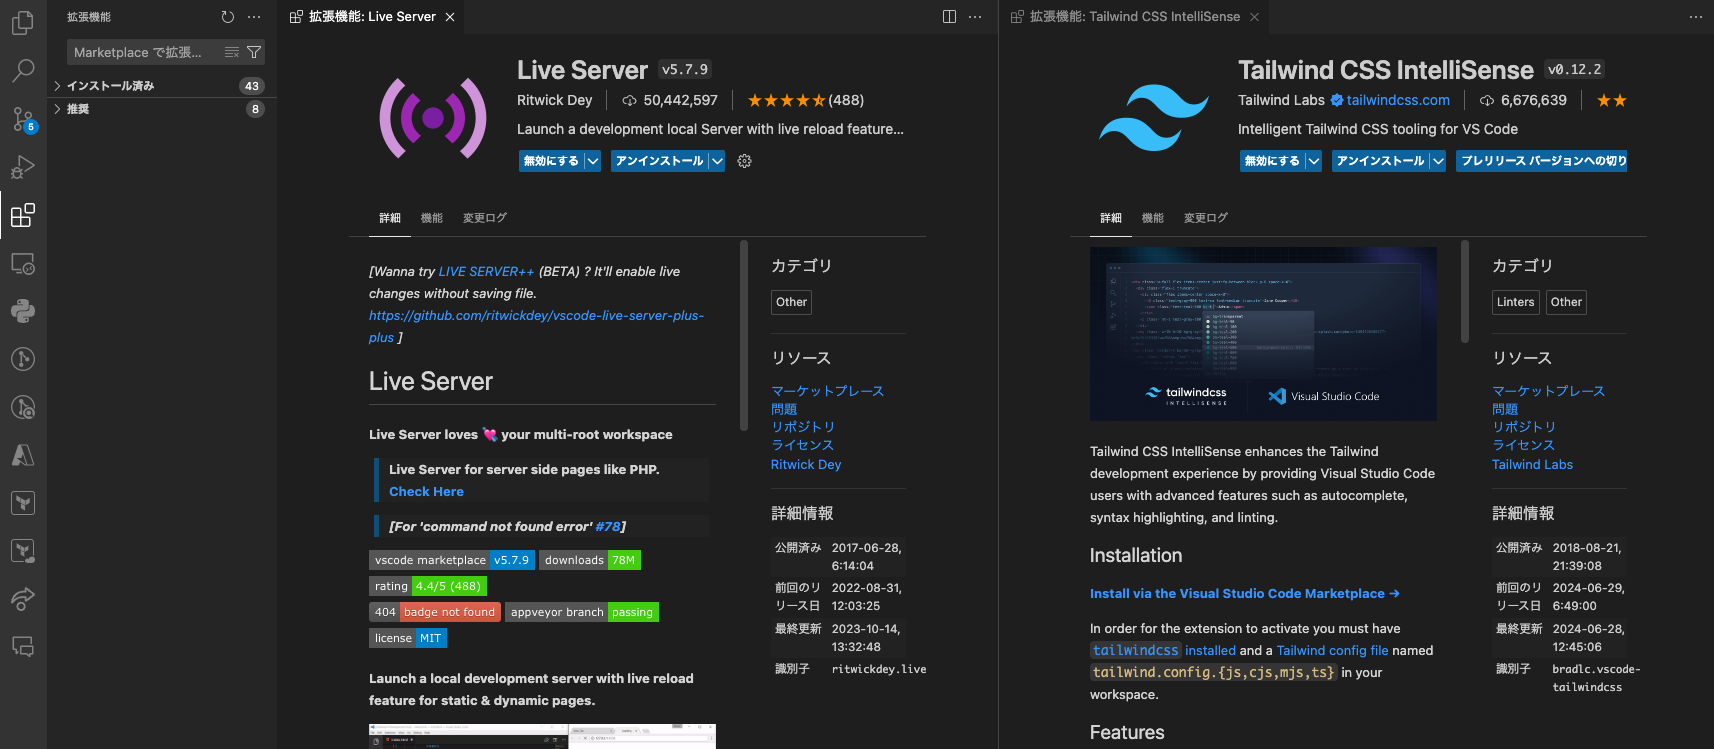 拡張機能
Marketplace で拡張...
インストール済み 43
推奨 8
5
拡張機能: Live Server
Live Server v5.7.9
Ritwick Dey 50,442,597 (488)
Launch a development local Server with live reload feature...
無効にする アンインストール
詳細 機能 変更ログ
[Wanna try LIVE SERVER++ (BETA) ? It'll enable live
changes without saving file.
https://github.com/ritwickdey/vscode-live-server-plus-
plus ]
Live Server
Live Server loves 💘 your multi-root workspace
Live Server for server side pages like PHP.
Check Here
[For 'command not found error' #78]
vscode marketplace v5.7.9 downloads 78M
rating 4.4/5 (488)
404 badge not found appveyor branch passing
license MIT
Launch a local development server with live reload
feature for static & dynamic pages.
カテゴリ
Other
リソース
マーケットプレース
問題
リポジトリ
ライセンス
Ritwick Dey
詳細情報
公開済み 2017-06-28,
6:14:04
前回のリ 2022-08-31,
リース日 12:03:25
最終更新 2023-10-14,
13:32:48
識別子 ritwickdey.live
拡張機能: Tailwind CSS IntelliSense
Tailwind CSS IntelliSense v0.12.2
Tailwind Labs tailwindcss.com 6,676,639
Intelligent Tailwind CSS tooling for VS Code
無効にする アンインストール プレリリース バージョンへの切り
詳細 機能 変更ログ
tailwindcss
INTELLISENSE
Visual Studio Code
Tailwind CSS IntelliSense enhances the Tailwind
development experience by providing Visual Studio Code
users with advanced features such as autocomplete,
syntax highlighting, and linting.
Installation
Install via the Visual Studio Code Marketplace →
In order for the extension to activate you must have
tailwindcss installed and a Tailwind config file named
tailwind.config.{js,cjs,mjs,ts} in your
workspace.
Features
カテゴリ
Linters Other
リソース
マーケットプレース
問題
リポジトリ
ライセンス
Tailwind Labs
詳細情報
公開済み 2018-08-21,
21:39:08
前回のリ 2024-06-29,
リース日 6:49:00
最終更新 2024-06-28,
12:45:06
識別子 bradlc.vscode-
tailwindcss